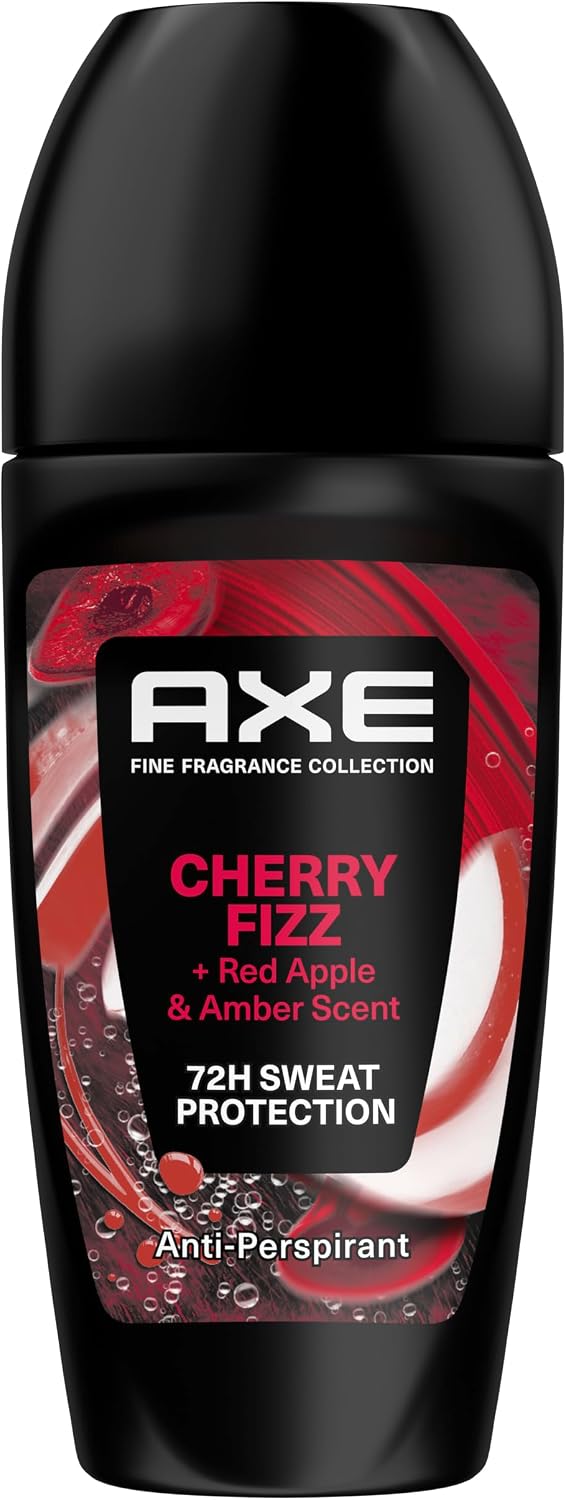 AXE
FINE FRAGRANCE COLLECTION
CHERRY
FIZZ
+ Red Apple
& Amber Scent
72H SWEAT
PROTECTION
Anti-Perspirant